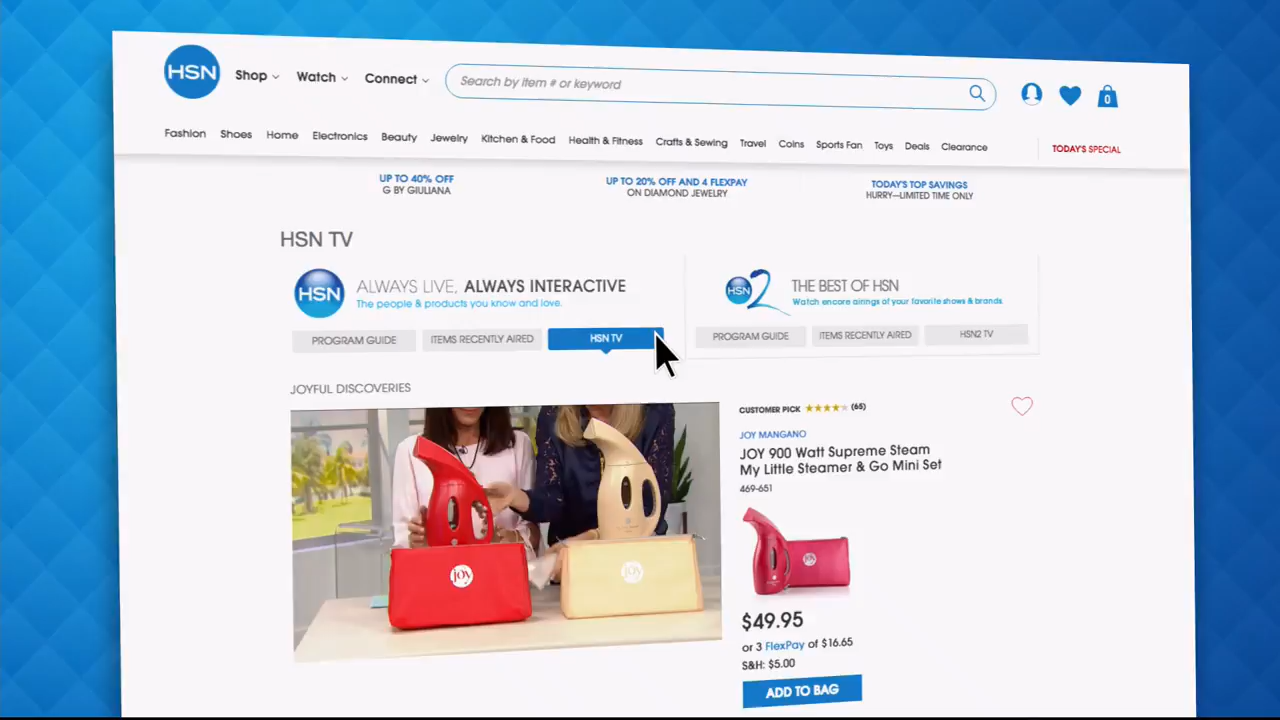 HSN
Shop
Watch
Connect
Search by item # or keyword
0
Fashion
Shoes
Home
Electronics
Beauty
Jewelry
Kitchen & Food
Health & Fitness
Crafts & Sewing
Travel
Coins
Sports Fan
Toys
Deals
Clearance
TODAY'S SPECIAL
UP TO 40% OFF
G BY GIULIANA
UP TO 20% OFF AND 4 FLEXPAY
ON DIAMOND JEWELRY
TODAY'S TOP SAVINGS
HURRY—LIMITED TIME ONLY
HSN TV
HSN
ALWAYS LIVE, ALWAYS INTERACTIVE
The people & products you know and love.
PROGRAM GUIDE
ITEMS RECENTLY AIRED
HSN TV
HSN 2
THE BEST OF HSN
Watch encore airings of your favorite shows & brands.
PROGRAM GUIDE
ITEMS RECENTLY AIRED
HSN2 TV
JOYFUL DISCOVERIES
joy
joy
CUSTOMER PICK
(65)
JOY MANGANO
JOY 900 Watt Supreme Steam
My Little Steamer & Go Mini Set
469-651
joy
$49.95
or 3 FlexPay of $16.65
S&H: $5.00
ADD TO BAG